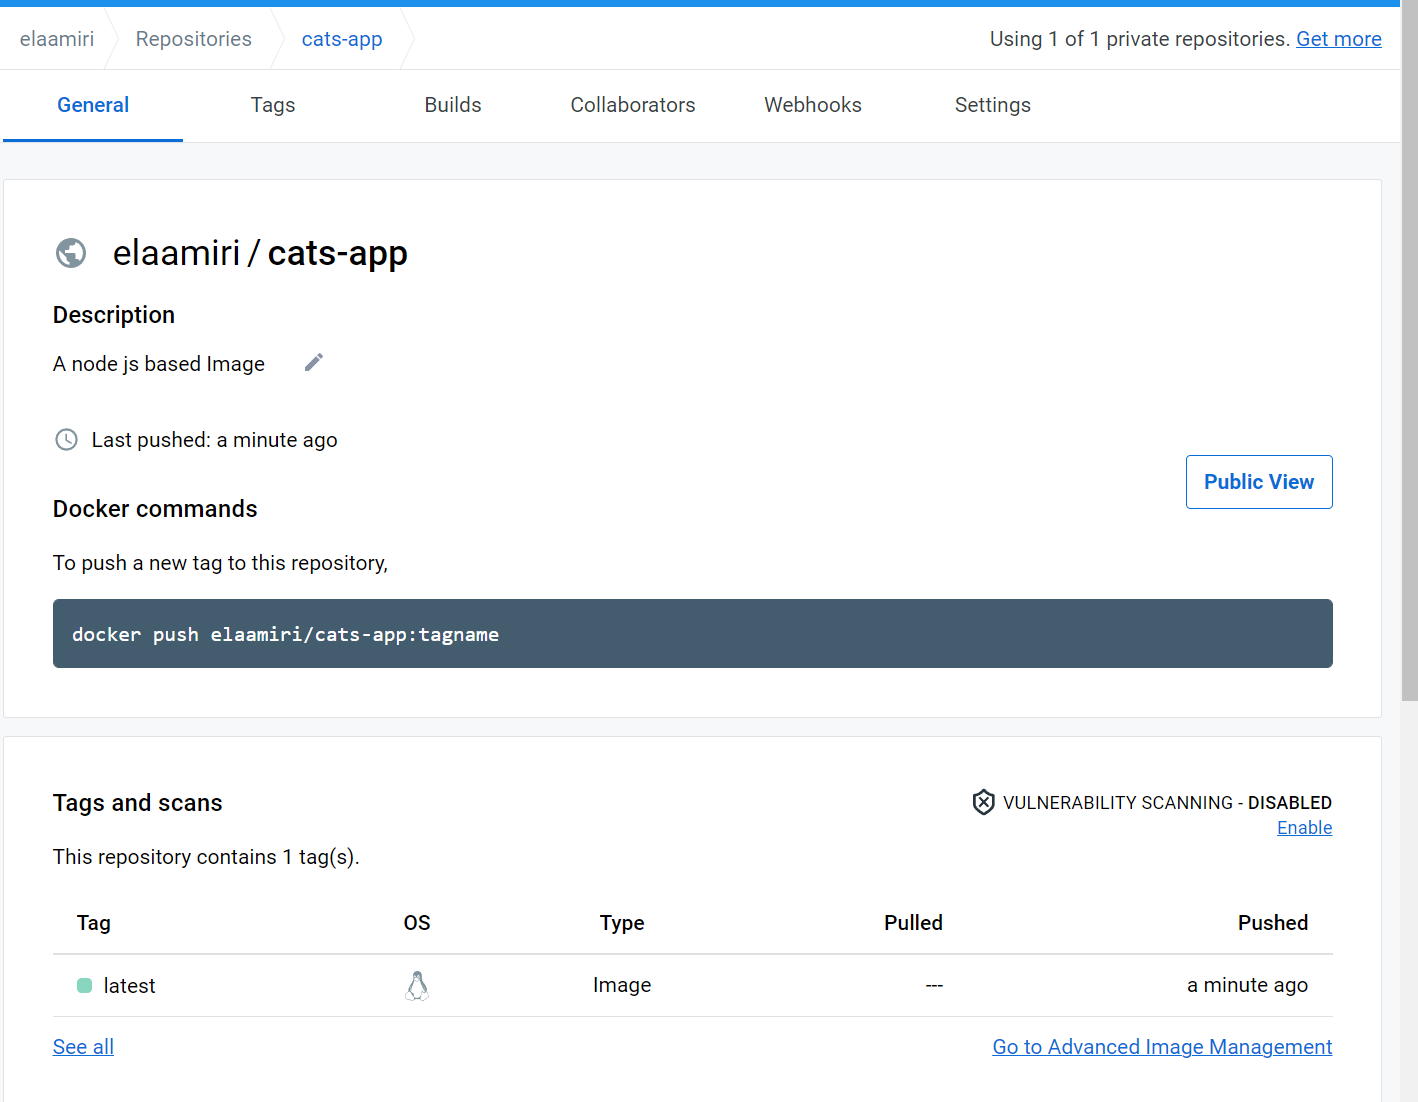 elaamiri Repositories cats-app Using 1 of 1 private repositories. Get more
General Tags Builds Collaborators Webhooks Settings
elaamiri / cats-app
Description
A node js based Image
Last pushed: a minute ago
Public View
Docker commands
To push a new tag to this repository,
docker push elaamiri/cats-app:tagname
Tags and scans
VULNERABILITY SCANNING - DISABLED
Enable
This repository contains 1 tag(s).
Tag OS Type Pulled Pushed
latest Image --- a minute ago
See all Go to Advanced Image Management